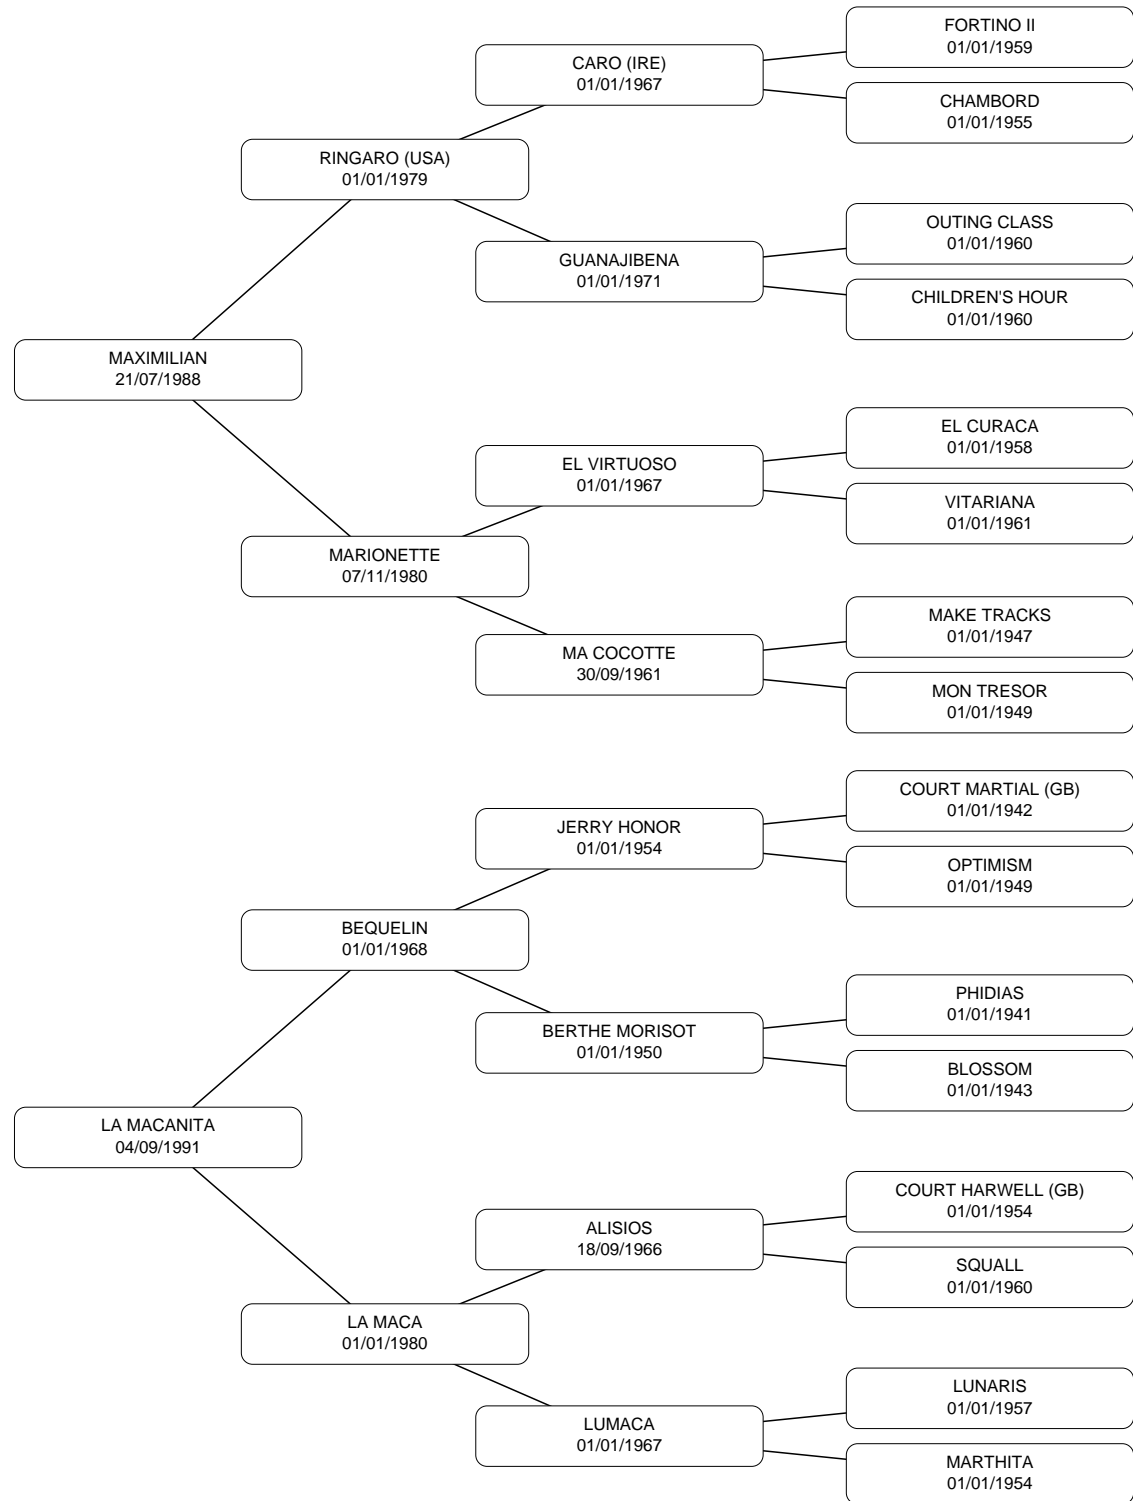 FORTINO II
01/01/1959
CARO (IRE)
01/01/1967
CHAMBORD
01/01/1955
RINGARO (USA)
01/01/1979
OUTING CLASS
01/01/1960
GUANAJIBENA
01/01/1971
CHILDREN'S HOUR
01/01/1960
MAXIMILIAN
21/07/1988
EL CURACA
01/01/1958
EL VIRTUOSO
01/01/1967
VITARIANA
01/01/1961
MARIONETTE
07/11/1980
MAKE TRACKS
01/01/1947
MA COCOTTE
30/09/1961
MON TRESOR
01/01/1949
COURT MARTIAL (GB)
01/01/1942
JERRY HONOR
01/01/1954
OPTIMISM
01/01/1949
BEQUELIN
01/01/1968
PHIDIAS
01/01/1941
BERTHE MORISOT
01/01/1950
BLOSSOM
01/01/1943
LA MACANITA
04/09/1991
COURT HARWELL (GB)
01/01/1954
ALISIOS
18/09/1966
SQUALL
01/01/1960
LA MACA
01/01/1980
LUNARIS
01/01/1957
LUMACA
01/01/1967
MARTHITA
01/01/1954